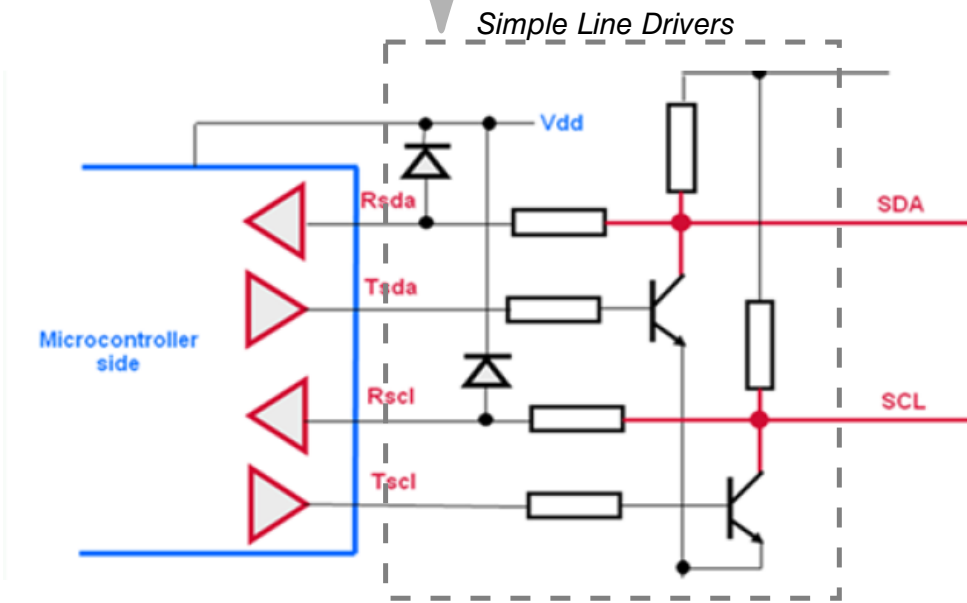 Simple Line Drivers
Vdd
Rsda
SDA
Tsda
Microcontroller
side
Rscl
SCL
Tscl